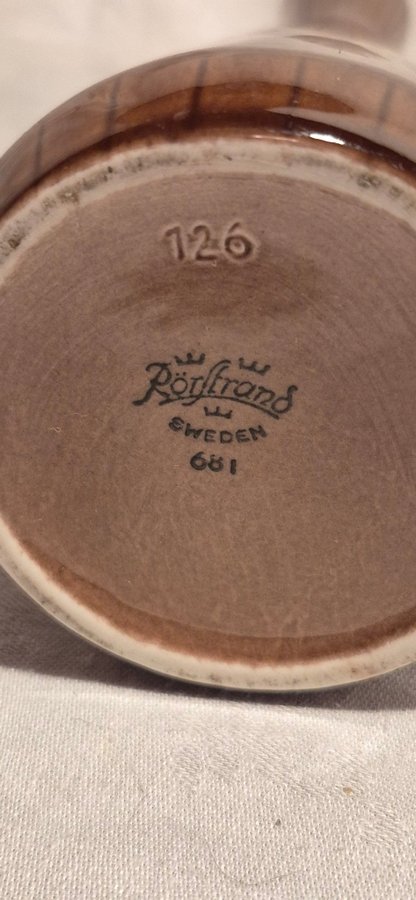 126
Rörstrand
SWEDEN
681